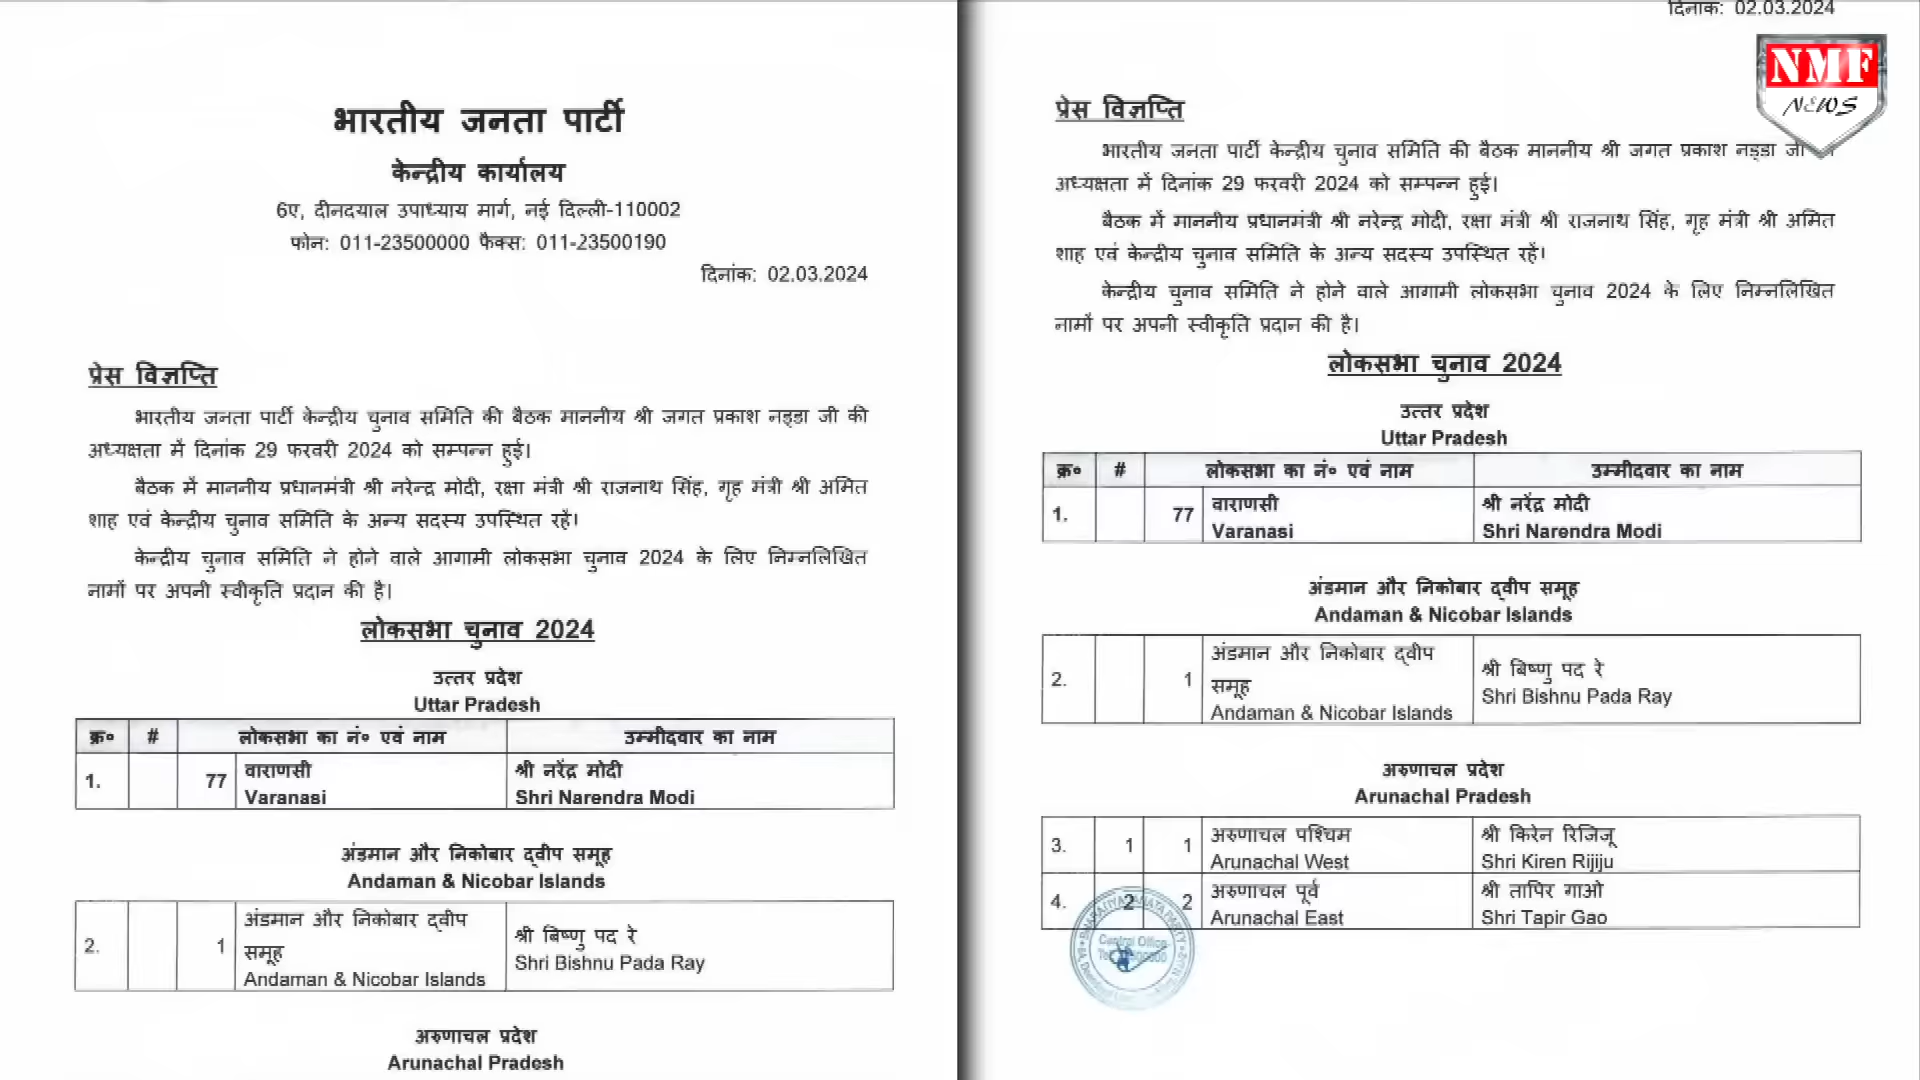 भारतीय जनता पार्टी
केन्द्रीय कार्यालय
6ए, दीनदयाल उपाध्याय मार्ग, नई दिल्ली-110002
फोन: 011-23500000 फैक्स: 011-23500190
दिनांक: 02.03.2024
प्रेस विज्ञप्ति
भारतीय जनता पार्टी केन्द्रीय चुनाव समिति की बैठक माननीय श्री जगत प्रकाश नड्डा जी की
अध्यक्षता में दिनांक 29 फरवरी 2024 को सम्पन्न हुई।
बैठक में माननीय प्रधानमंत्री श्री नरेन्द्र मोदी, रक्षा मंत्री श्री राजनाथ सिंह, गृह मंत्री श्री अमित
शाह एवं केन्द्रीय चुनाव समिति के अन्य सदस्य उपस्थित रहें।
केन्द्रीय चुनाव समिति ने होने वाले आगामी लोकसभा चुनाव 2024 के लिए निम्नलिखित
नामों पर अपनी स्वीकृति प्रदान की है।
लोकसभा चुनाव 2024
उत्तर प्रदेश
Uttar Pradesh
क्र० # लोकसभा का नं० एवं नाम उम्मीदवार का नाम
1. 77 वाराणसी श्री नरेंद्र मोदी
Varanasi Shri Narendra Modi
अंडमान और निकोबार द्वीप समूह
Andaman & Nicobar Islands
2. 1 अंडमान और निकोबार द्वीप श्री बिष्णु पद रे
समूह
Andaman & Nicobar Islands Shri Bishnu Pada Ray
अरुणाचल प्रदेश
Arunachal Pradesh
दिनांक: 02.03.2024
NMF
NEWS
प्रेस विज्ञप्ति
भारतीय जनता पार्टी केन्द्रीय चुनाव समिति की बैठक माननीय श्री जगत प्रकाश नड्डा जी
अध्यक्षता में दिनांक 29 फरवरी 2024 को सम्पन्न हुई।
बैठक में माननीय प्रधानमंत्री श्री नरेन्द्र मोदी, रक्षा मंत्री श्री राजनाथ सिंह, गृह मंत्री श्री अमित
शाह एवं केन्द्रीय चुनाव समिति के अन्य सदस्य उपस्थित रहें।
केन्द्रीय चुनाव समिति ने होने वाले आगामी लोकसभा चुनाव 2024 के लिए निम्नलिखित
नामों पर अपनी स्वीकृति प्रदान की है।
लोकसभा चुनाव 2024
उत्तर प्रदेश
Uttar Pradesh
क्र० # लोकसभा का नं० एवं नाम उम्मीदवार का नाम
1. 77 वाराणसी श्री नरेंद्र मोदी
Varanasi Shri Narendra Modi
अंडमान और निकोबार द्वीप समूह
Andaman & Nicobar Islands
2. 1 अंडमान और निकोबार द्वीप श्री बिष्णु पद रे
समूह
Andaman & Nicobar Islands Shri Bishnu Pada Ray
अरुणाचल प्रदेश
Arunachal Pradesh
3. 1 1 अरुणाचल पश्चिम श्री किरेन रिजिजू
Arunachal West Shri Kiren Rijiju
4. 2 2 अरुणाचल पूर्व श्री तापिर गाओ
Arunachal East Shri Tapir Gao
BHARATIYA JANATA PARTY
Central Office